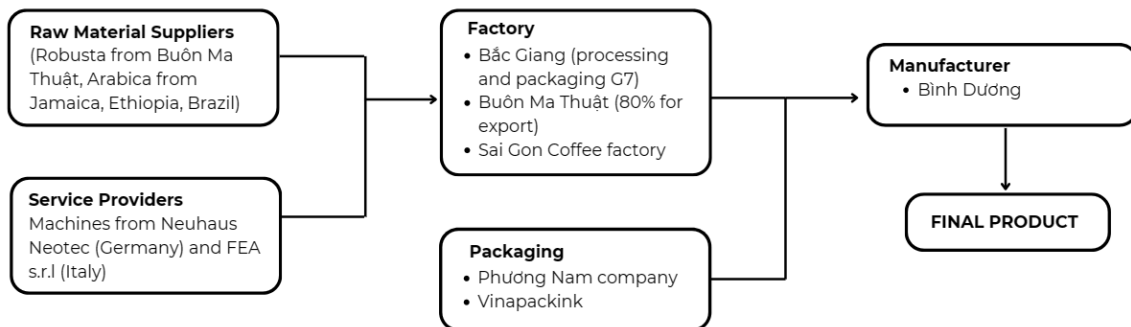 Raw Material Suppliers
(Robusta from Buôn Ma
Thuật, Arabica from
Jamaica, Ethiopia, Brazil)
Service Providers
Machines from Neuhaus
Neotec (Germany) and FEA
s.r.l (Italy)
Factory
• Bắc Giang (processing
and packaging G7)
• Buôn Ma Thuật (80% for
export)
• Sai Gon Coffee factory
Packaging
• Phương Nam company
• Vinapackink
Manufacturer
• Bình Dương
FINAL PRODUCT